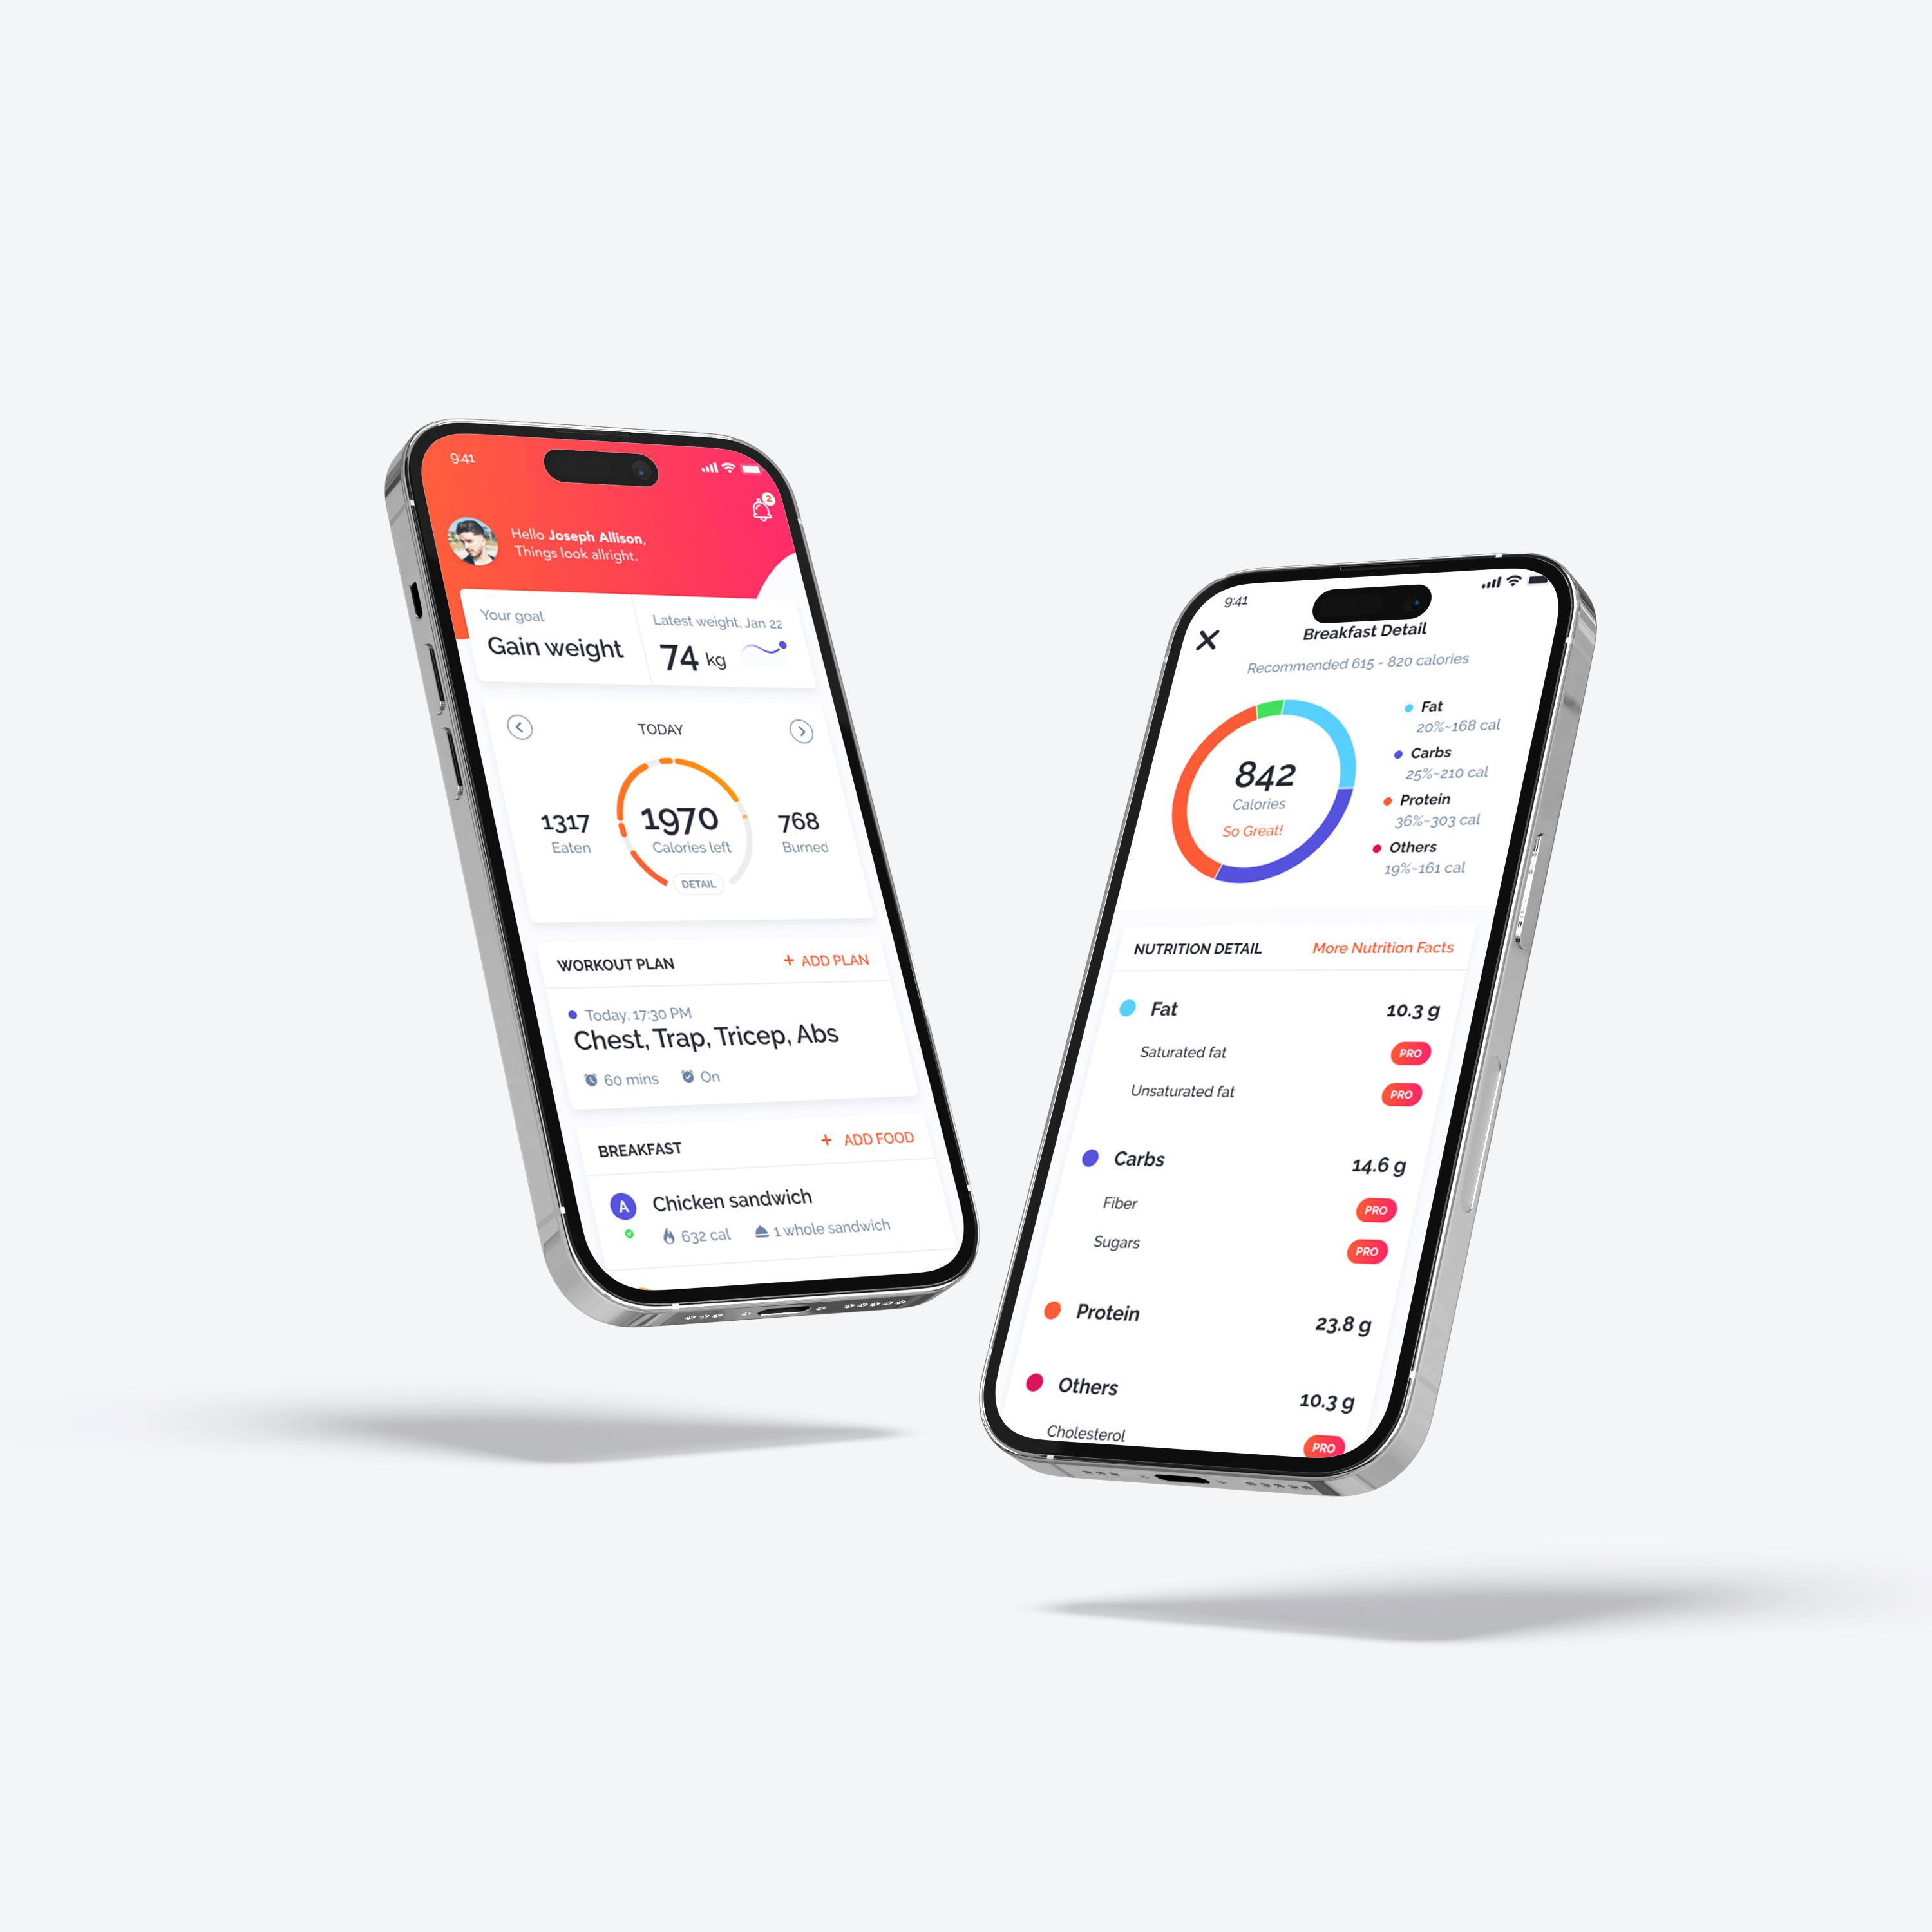 9:41
2
Hello Joseph Allison,
Things look allright.
Your goal
Gain weight
Latest weight, Jan 22
74 kg
TODAY
1317
Eaten
1970
Calories left
768
Burned
DETAIL
WORKOUT PLAN
+ ADD PLAN
Today, 17:30 PM
Chest, Trap, Tricep, Abs
60 mins
On
BREAKFAST
+ ADD FOOD
A
Chicken sandwich
632 cal
1 whole sandwich
9:41
Breakfast Detail
Recommended 615 - 820 calories
842
Calories
So Great!
Fat
20%~168 cal
Carbs
25%~210 cal
Protein
36%~303 cal
Others
19%~161 cal
NUTRITION DETAIL
More Nutrition Facts
Fat 10.3 g
Saturated fat PRO
Unsaturated fat PRO
Carbs 14.6 g
Fiber PRO
Sugars PRO
Protein 23.8 g
Others 10.3 g
Cholesterol PRO